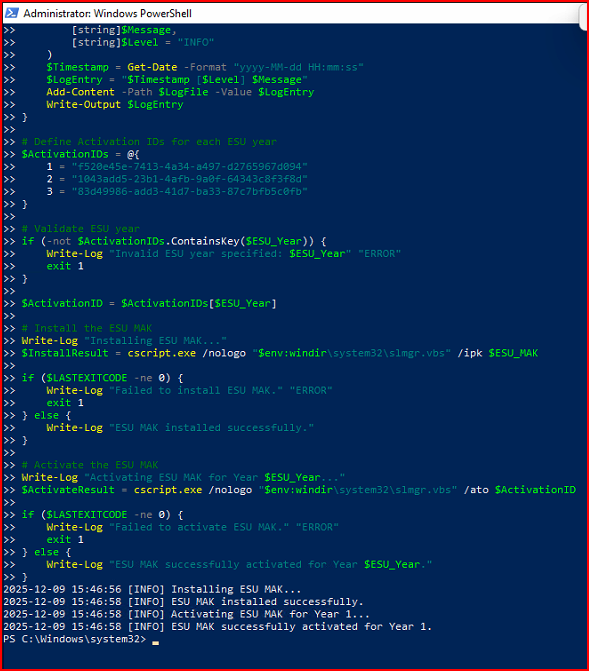 Administrator: Windows PowerShell
>>         [string]$Message,
>>         [string]$Level = "INFO"
>>     )
>>     $Timestamp = Get-Date -Format "yyyy-MM-dd HH:mm:ss"
>>     $LogEntry = "$Timestamp [$Level] $Message"
>>     Add-Content -Path $LogFile -Value $LogEntry
>>     Write-Output $LogEntry
>> }
>>
>> # Define Activation IDs for each ESU year
>> $ActivationIDs = @{
>>     1 = "f520e45e-7413-4a34-a497-d2765967d094"
>>     2 = "1043add5-23b1-4afb-9a0f-64343c8f3f8d"
>>     3 = "83d49986-add3-41d7-ba33-87c7bfb5c0fb"
>> }
>>
>> # Validate ESU year
>> if (-not $ActivationIDs.ContainsKey($ESU_Year)) {
>>     Write-Log "Invalid ESU year specified: $ESU_Year" "ERROR"
>>     exit 1
>> }
>>
>> $ActivationID = $ActivationIDs[$ESU_Year]
>>
>> # Install the ESU MAK
>> Write-Log "Installing ESU MAK..."
>> $InstallResult = cscript.exe /nologo "$env:windir\system32\slmgr.vbs" /ipk $ESU_MAK
>>
>> if ($LASTEXITCODE -ne 0) {
>>     Write-Log "Failed to install ESU MAK." "ERROR"
>>     exit 1
>> } else {
>>     Write-Log "ESU MAK installed successfully."
>> }
>>
>> # Activate the ESU MAK
>> Write-Log "Activating ESU MAK for Year $ESU_Year..."
>> $ActivateResult = cscript.exe /nologo "$env:windir\system32\slmgr.vbs" /ato $ActivationID
>>
>> if ($LASTEXITCODE -ne 0) {
>>     Write-Log "Failed to activate ESU MAK." "ERROR"
>>     exit 1
>> } else {
>>     Write-Log "ESU MAK successfully activated for Year $ESU_Year."
>> }
2025-12-09 15:46:56 [INFO] Installing ESU MAK...
2025-12-09 15:46:58 [INFO] ESU MAK installed successfully.
2025-12-09 15:46:58 [INFO] Activating ESU MAK for Year 1...
2025-12-09 15:46:58 [INFO] ESU MAK successfully activated for Year 1.
PS C:\Windows\system32>